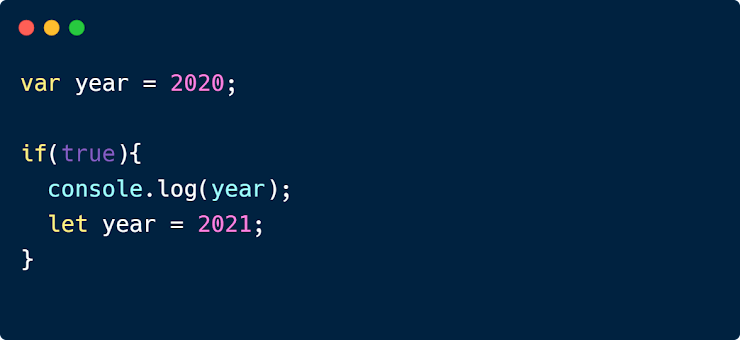 var year = 2020;

if(true){
  console.log(year);
  let year = 2021;
}